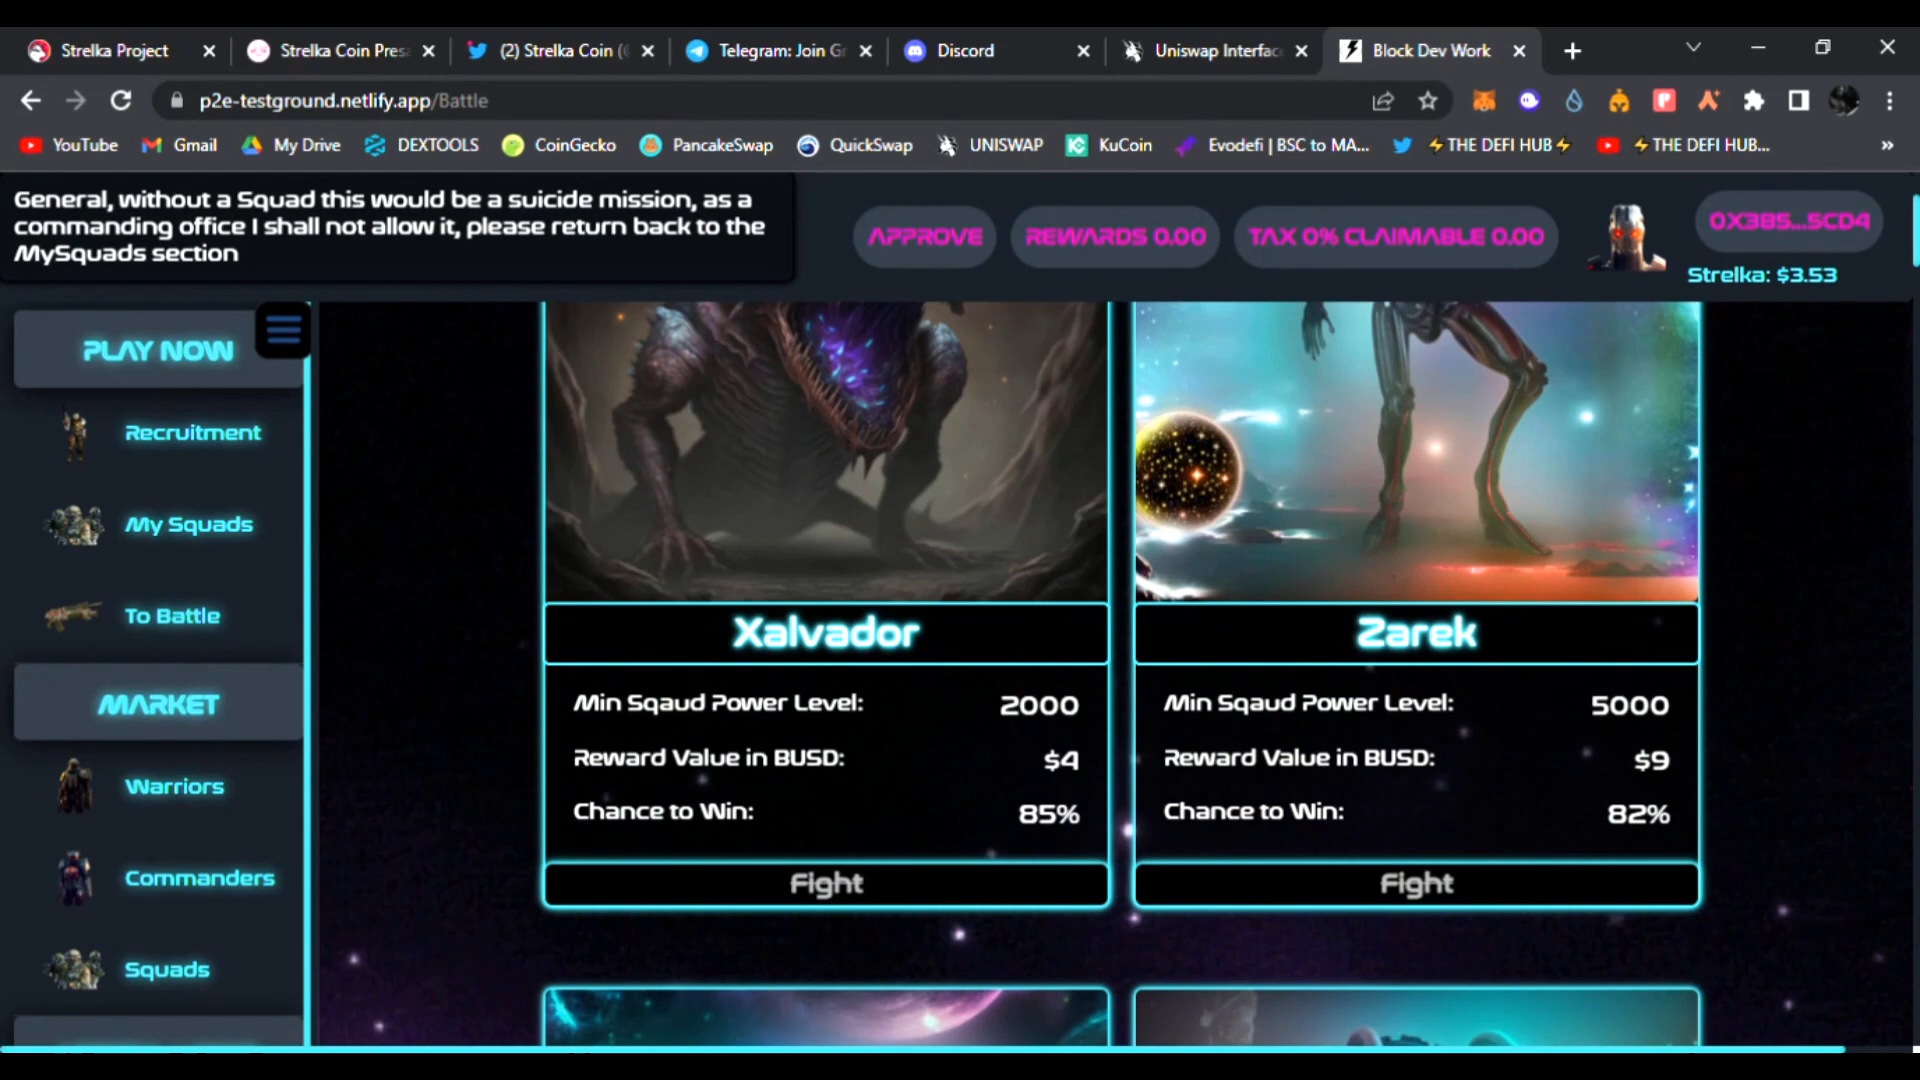 Strelka Project
Strelka Coin Pres
(2) Strelka Coin (
Telegram: Join Gr
Discord
Uniswap Interfac
Block Dev Work
p2e-testground.netlify.app/Battle
YouTube
Gmail
My Drive
DEXTOOLS
CoinGecko
PancakeSwap
QuickSwap
UNISWAP
KuCoin
Evodefi | BSC to MA...
⚡THE DEFI HUB⚡
⚡THE DEFI HUB...
General, without a Squad this would be a suicide mission, as a
commanding office I shall not allow it, please return back to the
MySquads section
APPROVE
REWARDS 0.00
TAX 0% CLAIMABLE 0.00
0X385...5CD4
Strelka: $3.53
PLAY NOW
Recruitment
My Squads
To Battle
MARKET
Warriors
Commanders
Squads
Xalvador
Min Sqaud Power Level: 2000
Reward Value in BUSD: $4
Chance to Win: 85%
Fight
Zarek
Min Sqaud Power Level: 5000
Reward Value in BUSD: $9
Chance to Win: 82%
Fight